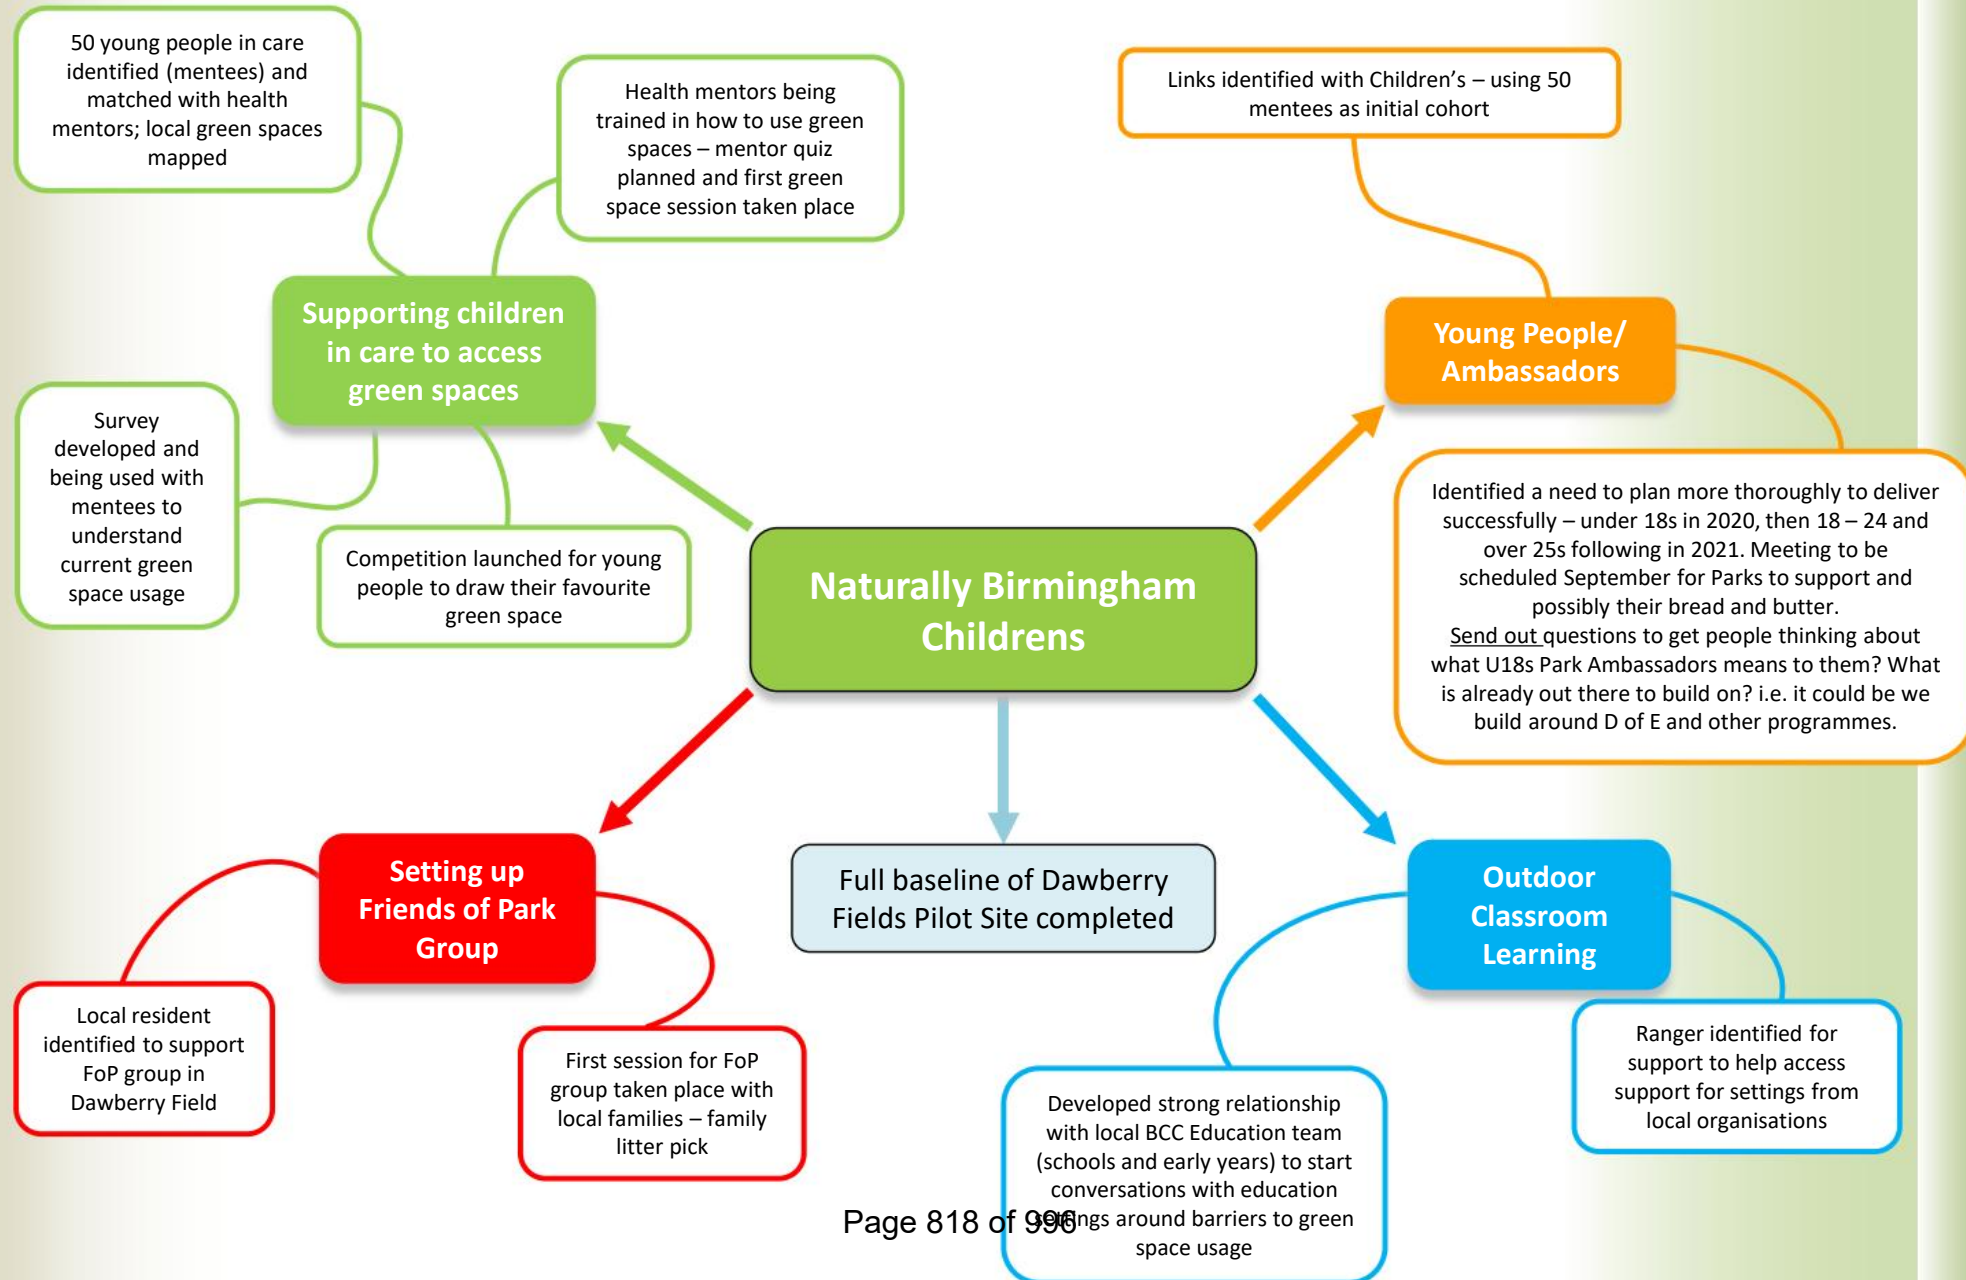 50 young people in care
identified (mentees) and
matched with health
mentors; local green spaces
mapped
Health mentors being
trained in how to use green
spaces – mentor quiz
planned and first green
space session taken place
Links identified with Children's – using 50
mentees as initial cohort
Supporting children
in care to access
green spaces
Young People/
Ambassadors
Survey
developed and
being used with
mentees to
understand
current green
space usage
Competition launched for young
people to draw their favourite
green space
Naturally Birmingham
Childrens
Identified a need to plan more thoroughly to deliver
successfully – under 18s in 2020, then 18 – 24 and
over 25s following in 2021. Meeting to be
scheduled September for Parks to support and
possibly their bread and butter.
Send out questions to get people thinking about
what U18s Park Ambassadors means to them? What
is already out there to build on? i.e. it could be we
build around D of E and other programmes.
Setting up
Friends of Park
Group
Full baseline of Dawberry
Fields Pilot Site completed
Outdoor
Classroom
Learning
Local resident
identified to support
FoP group in
Dawberry Field
First session for FoP
group taken place with
local families – family
litter pick
Developed strong relationship
with local BCC Education team
(schools and early years) to start
conversations with education
settings around barriers to green
space usage
Ranger identified for
support to help access
support for settings from
local organisations
Page 818 of 996